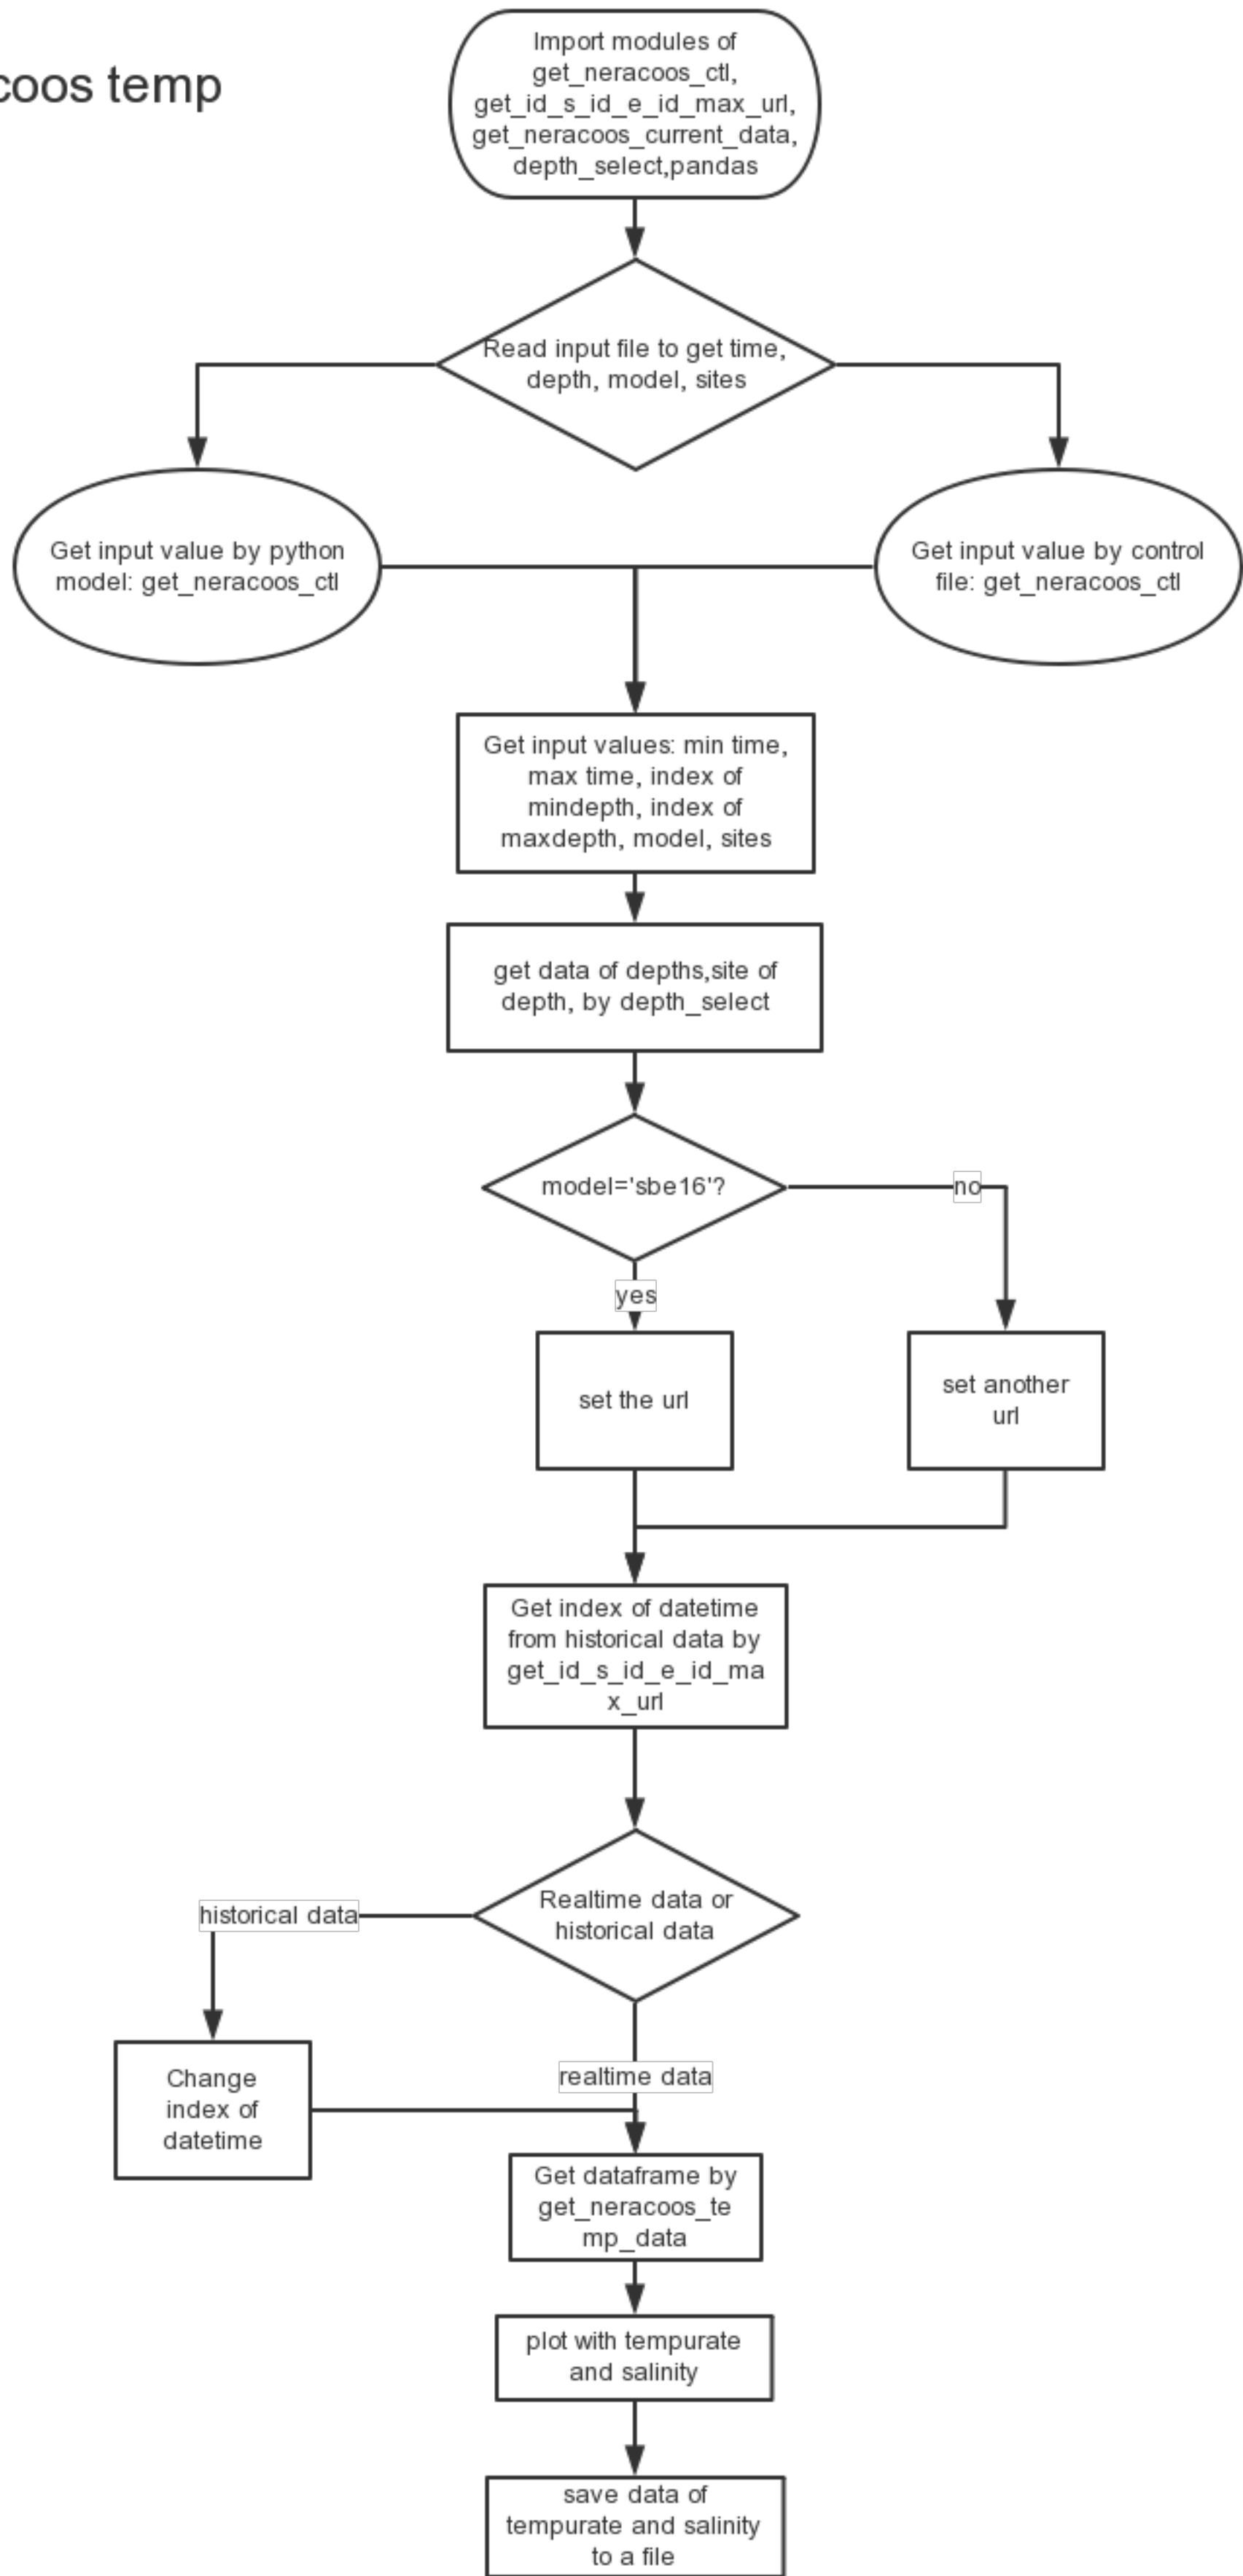 coos temp
Import modules of
get_neracoos_ctl,
get_id_s_id_e_id_max_url,
get_neracoos_current_data,
depth_select,pandas
Read input file to get time,
depth, model, sites
Get input value by python
model: get_neracoos_ctl
Get input value by control
file: get_neracoos_ctl
Get input values: min time,
max time, index of
mindepth, index of
maxdepth, model, sites
get data of depths,site of
depth, by depth_select
model='sbe16'?
no
yes
set the url
set another
url
Get index of datetime
from historical data by
get_id_s_id_e_id_ma
x_url
Realtime data or
historical data
historical data
realtime data
Change
index of
datetime
Get dataframe by
get_neracoos_te
mp_data
plot with tempurate
and salinity
save data of
tempurate and salinity
to a file